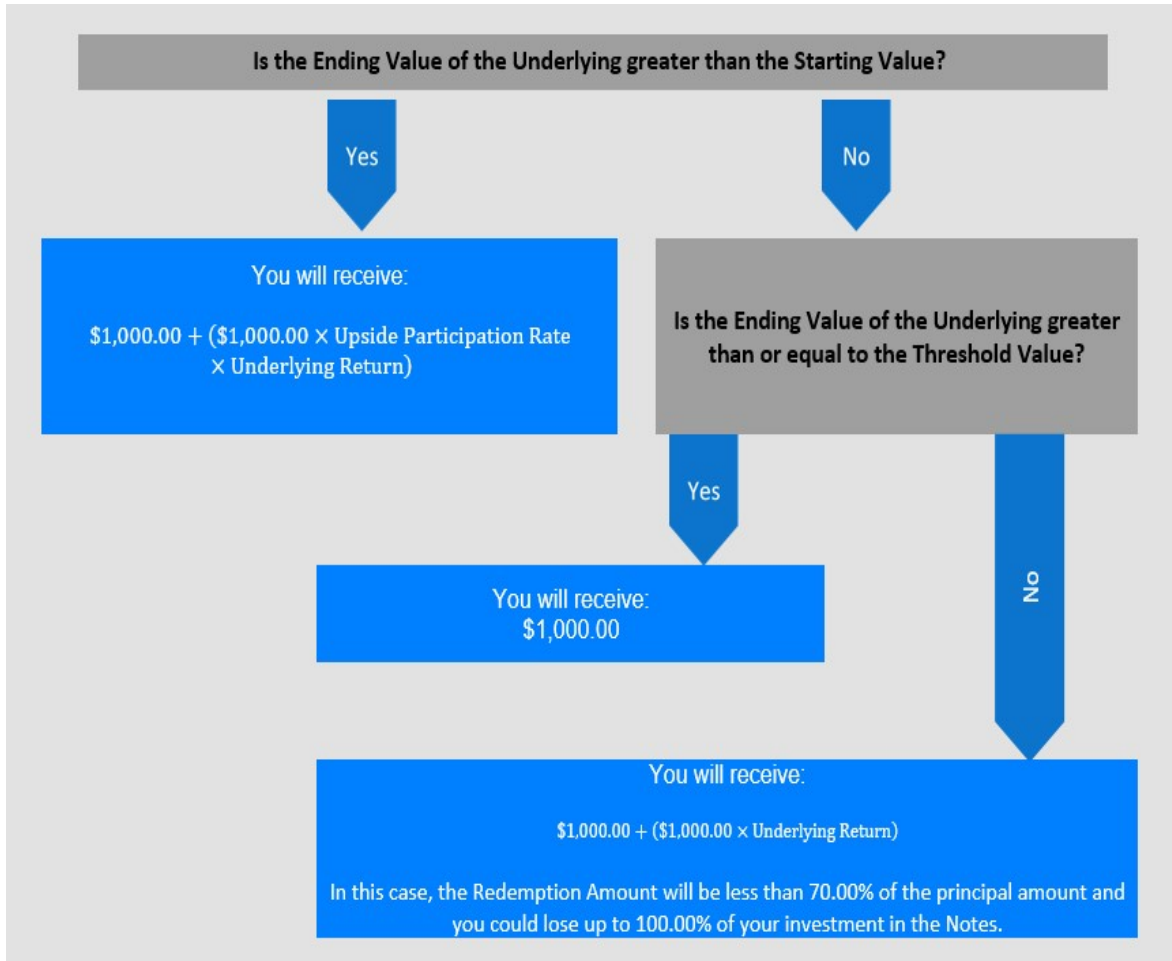 Is the Ending Value of the Underlying greater than the Starting Value?
Yes
No
You will receive:
$1,000.00 + ($1,000.00 × Upside Participation Rate
× Underlying Return)
Is the Ending Value of the Underlying greater
than or equal to the Threshold Value?
Yes
No
You will receive:
$1,000.00
You will receive:
$1,000.00 + ($1,000.00 × Underlying Return)
In this case, the Redemption Amount will be less than 70.00% of the principal amount and
you could lose up to 100.00% of your investment in the Notes.